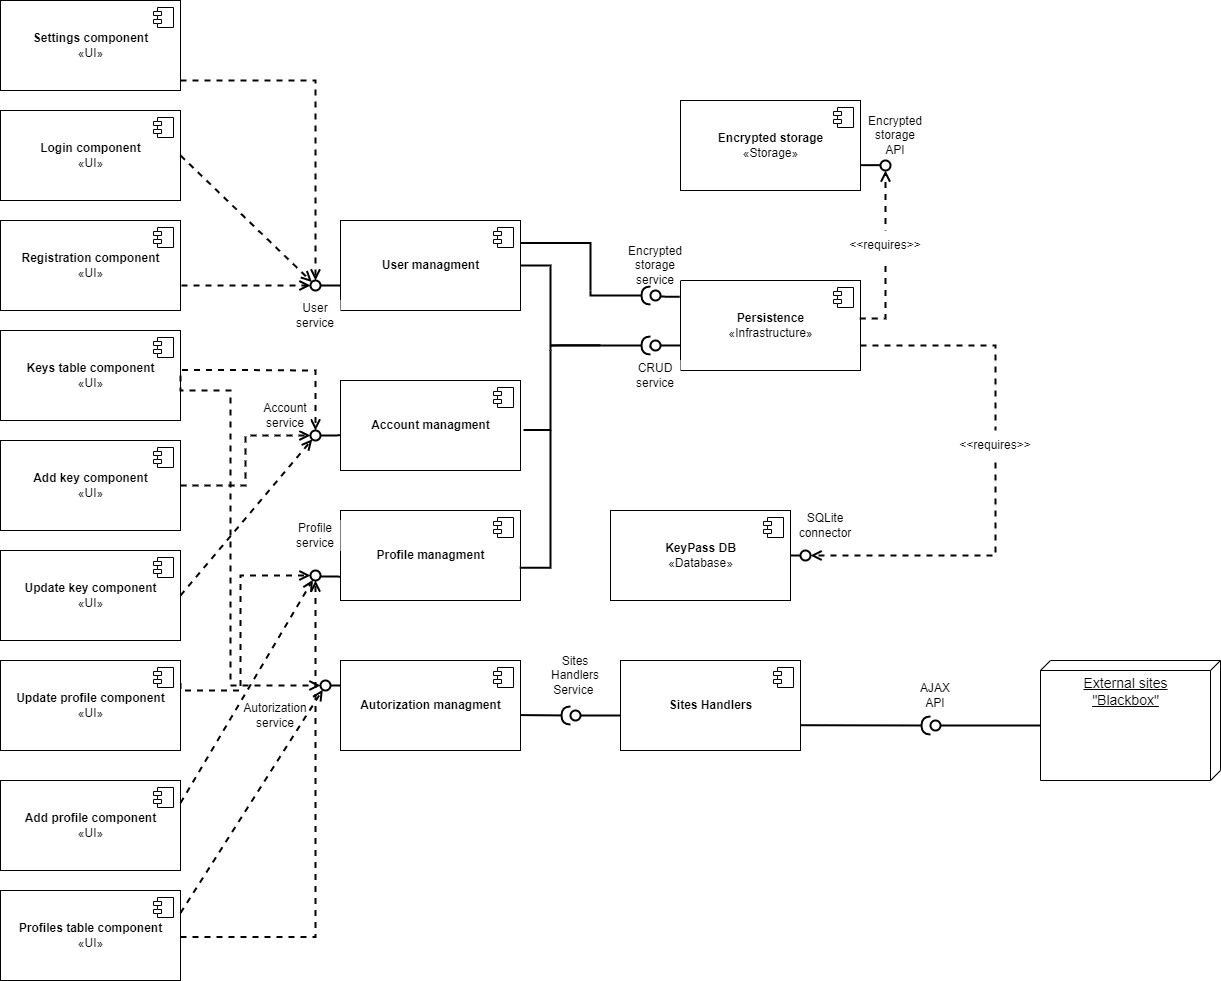 Settings component
«UI»
Login component
«UI»
Registration component
«UI»
Keys table component
«UI»
Add key component
«UI»
Update key component
«UI»
Update profile component
«UI»
Add profile component
«UI»
Profiles table component
«UI»
User
service
Account
service
Profile
service
Autorization
service
User managment
Account managment
Profile managment
Autorization managment
Encrypted
storage
service
CRUD
service
Sites
Handlers
Service
Encrypted storage
«Storage»
Encrypted
storage
API
<<requires>>
Persistence
«Infrastructure»
<<requires>>
KeyPass DB
«Database»
SQLite
connector
Sites Handlers
AJAX
API
External sites
"Blackbox"